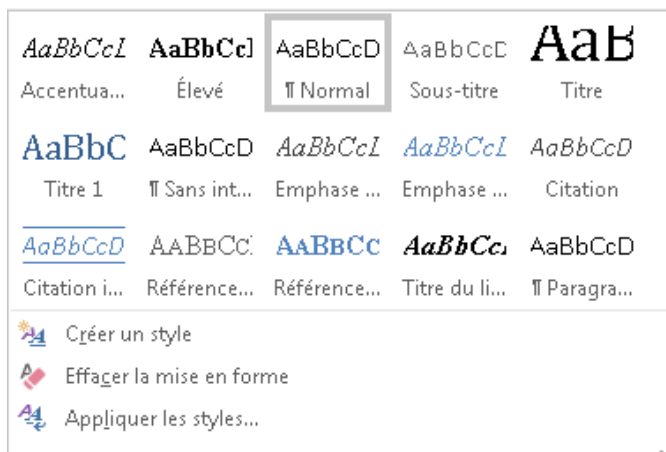 AaBbCcI AaBbCcI AaBbCcD AaBbCcD AaB
Accentua... Élevé ¶ Normal Sous-titre Titre
AaBbC AaBbCcD AaBbCcI AaBbCcI AaBbCcD
Titre 1 ¶ Sans int... Emphase ... Emphase ... Citation
AaBbCcD AABBCC AABBCC AaBbCc AaBbCcD
Citation i... Référence... Référence... Titre du li... ¶ Paragra...
Créer un style
Effacer la mise en forme
Appliquer les styles...